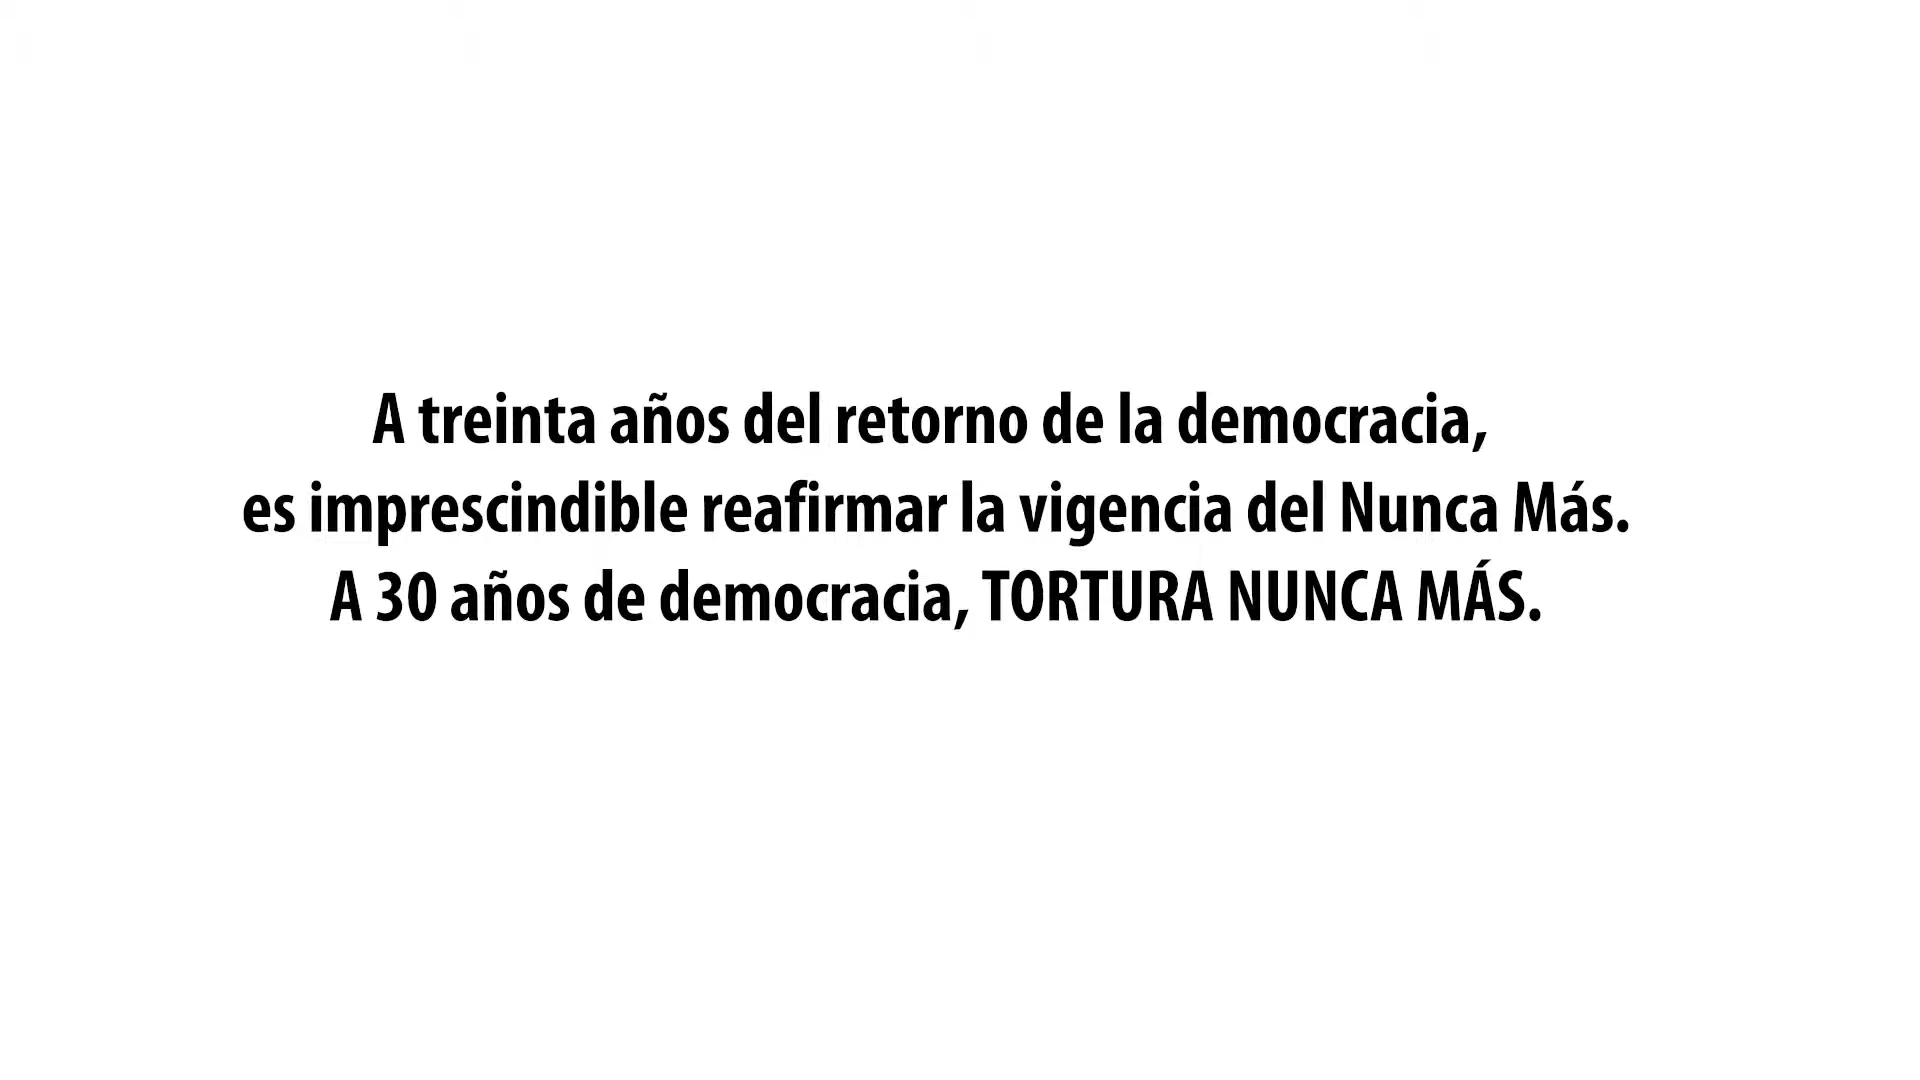 A treinta años del retorno de la democracia,
es imprescindible reafirmar la vigencia del Nunca Más.
A 30 años de democracia, TORTURA NUNCA MÁS.